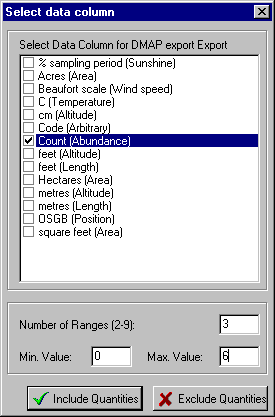 Select data column
Select Data Column for DMAP export Export
% sampling period (Sunshine)
Acres (Area)
Beaufort scale (Wind speed)
C (Temperature)
cm (Altitude)
Code (Arbitrary)
Count (Abundance)
feet (Altitude)
feet (Length)
Hectares (Area)
metres (Altitude)
metres (Length)
OSGB (Position)
square feet (Area)
Number of Ranges (2-9): 3
Min. Value: 0 Max. Value: 6
Include Quantities Exclude Quantities